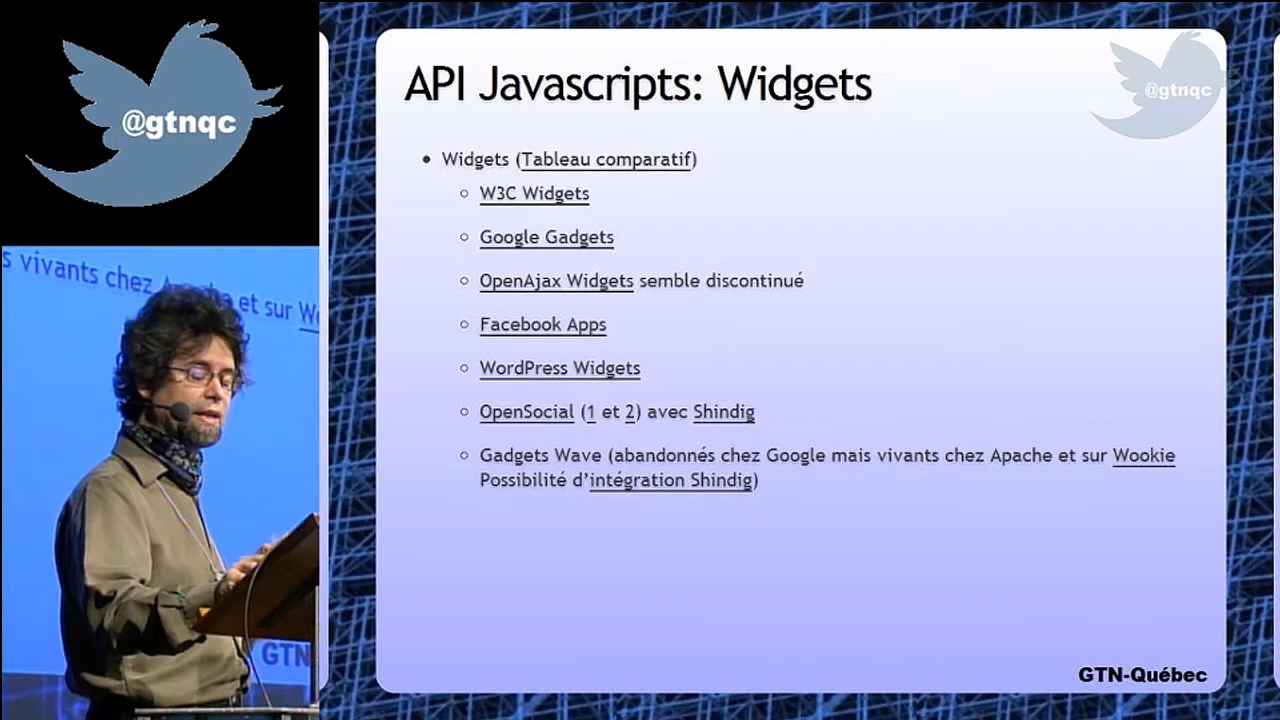 @gtnqc
s vivants chez Apache et sur Wo
GTN
API Javascripts: Widgets
@gtnqc
Widgets (Tableau comparatif)
W3C Widgets
Google Gadgets
OpenAjax Widgets semble discontinué
Facebook Apps
WordPress Widgets
OpenSocial (1 et 2) avec Shindig
Gadgets Wave (abandonnés chez Google mais vivants chez Apache et sur Wookie
Possibilité d’intégration Shindig)
GTN-Québec